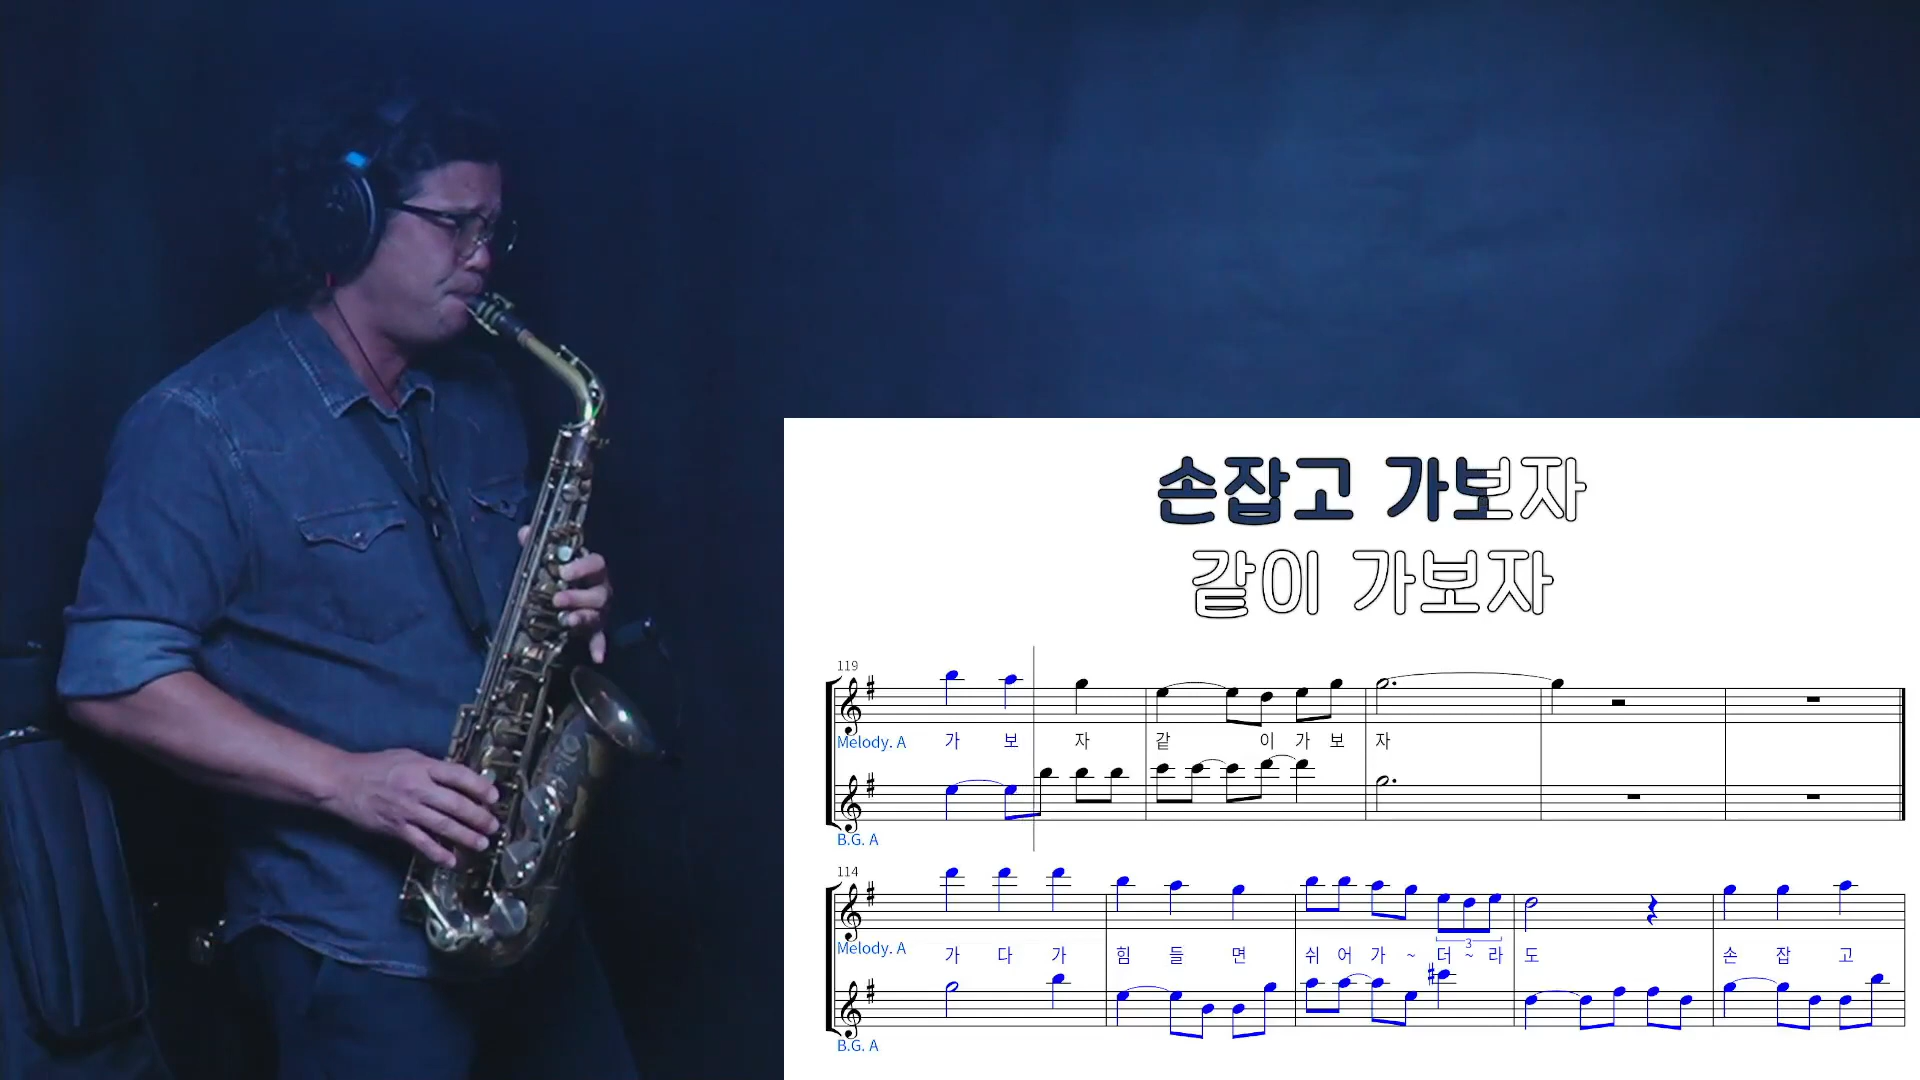 손잡고 가보자
같이 가보자
119
Melody. A 가 보 자 같 이 가 보 자
B.G. A
114
3
Melody. A 가 다 가 힘 들 면 쉬 어 가 ~ 더 ~ 라 도 손 잡 고
B.G. A